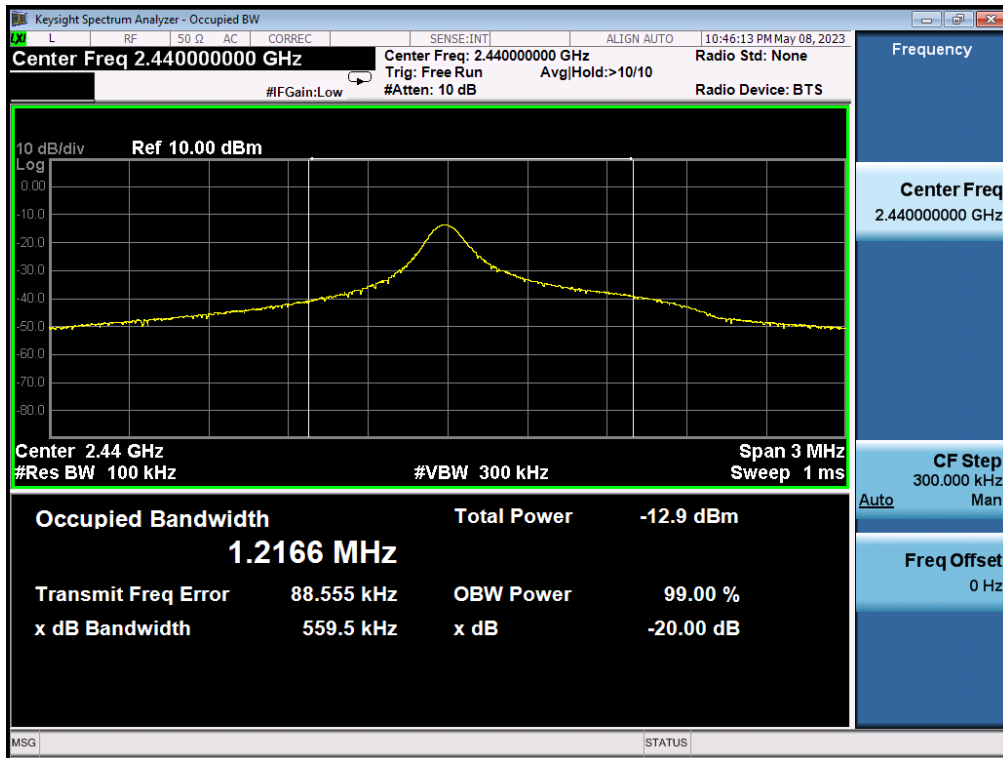 Keysight Spectrum Analyzer - Occupied BW
LXI L RF 50 Ω AC CORREC SENSE:INT ALIGN AUTO 10:46:13 PM May 08, 2023
Center Freq 2.440000000 GHz
Center Freq: 2.440000000 GHz Radio Std: None
Trig: Free Run Avg|Hold:>10/10
#IFGain:Low #Atten: 10 dB Radio Device: BTS
10 dB/div Ref 10.00 dBm
Log
0.00
-10.0
-20.0
-30.0
-40.0
-50.0
-60.0
-70.0
-80.0
Center 2.44 GHz Span 3 MHz
#Res BW 100 kHz #VBW 300 kHz Sweep 1 ms
Occupied Bandwidth Total Power -12.9 dBm
1.2166 MHz
Transmit Freq Error 88.555 kHz OBW Power 99.00 %
x dB Bandwidth 559.5 kHz x dB -20.00 dB
MSG STATUS
Frequency
Center Freq
2.440000000 GHz
CF Step
300.000 kHz
Auto Man
Freq Offset
0 Hz